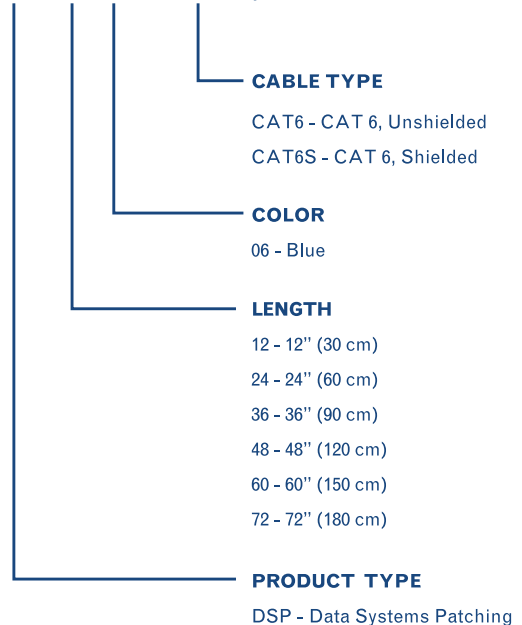 CABLE TYPE
CAT6 - CAT 6, Unshielded
CAT6S - CAT 6, Shielded
COLOR
06 - Blue
LENGTH
12 - 12” (30 cm)
24 - 24” (60 cm)
36 - 36” (90 cm)
48 - 48” (120 cm)
60 - 60” (150 cm)
72 - 72” (180 cm)
PRODUCT TYPE
DSP - Data Systems Patching